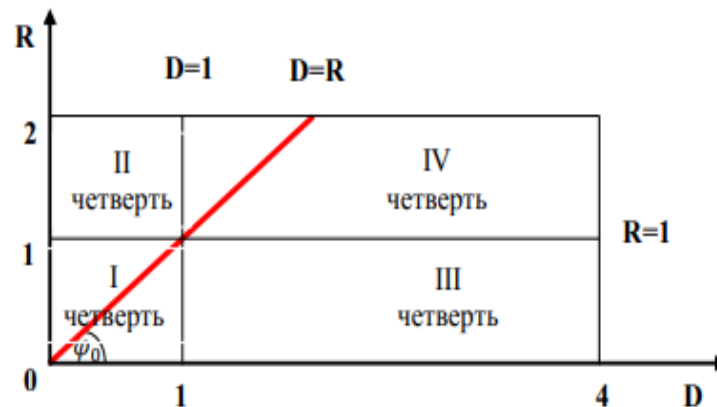 R
D=1
D=R
2
II
четверть
IV
четверть
R=1
1
I
четверть
III
четверть
ψ0
0
1
4
D